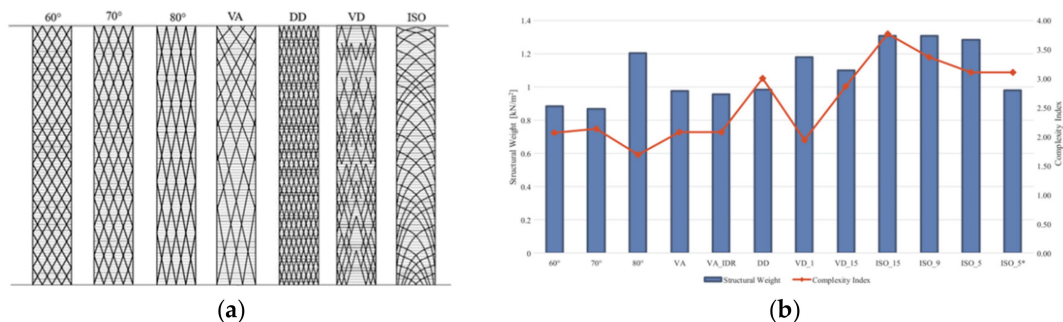 60° 70° 80° VA DD VD ISO
(a)
Structural Weight [kN/m²]
1.4
1.2
1
0.8
0.6
0.4
0.2
0
4.00
3.50
3.00
2.50
2.00
1.50
1.00
0.50
0.00
Complexity Index
60° 70° 80° VA VA_IDR DD VD_1 VD_15 ISO_15 ISO_9 ISO_5 ISO_5*
Structural Weight Complexity Index
(b)